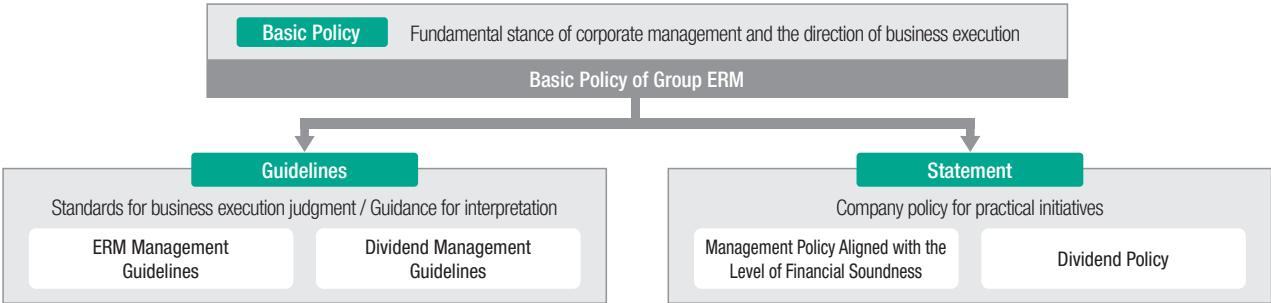 Basic Policy Fundamental stance of corporate management and the direction of business execution
Basic Policy of Group ERM
Guidelines
Standards for business execution judgment / Guidance for interpretation
ERM Management
Guidelines
Dividend Management
Guidelines
Statement
Company policy for practical initiatives
Management Policy Aligned with the
Level of Financial Soundness
Dividend Policy